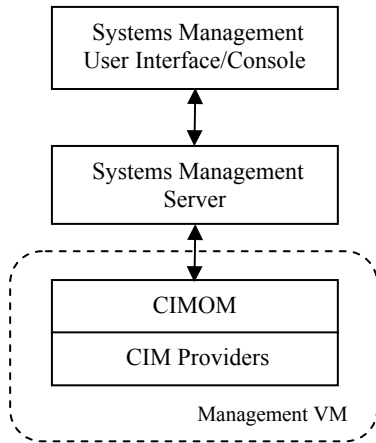 Systems Management
User Interface/Console
Systems Management
Server
CIMOM
CIM Providers
Management VM